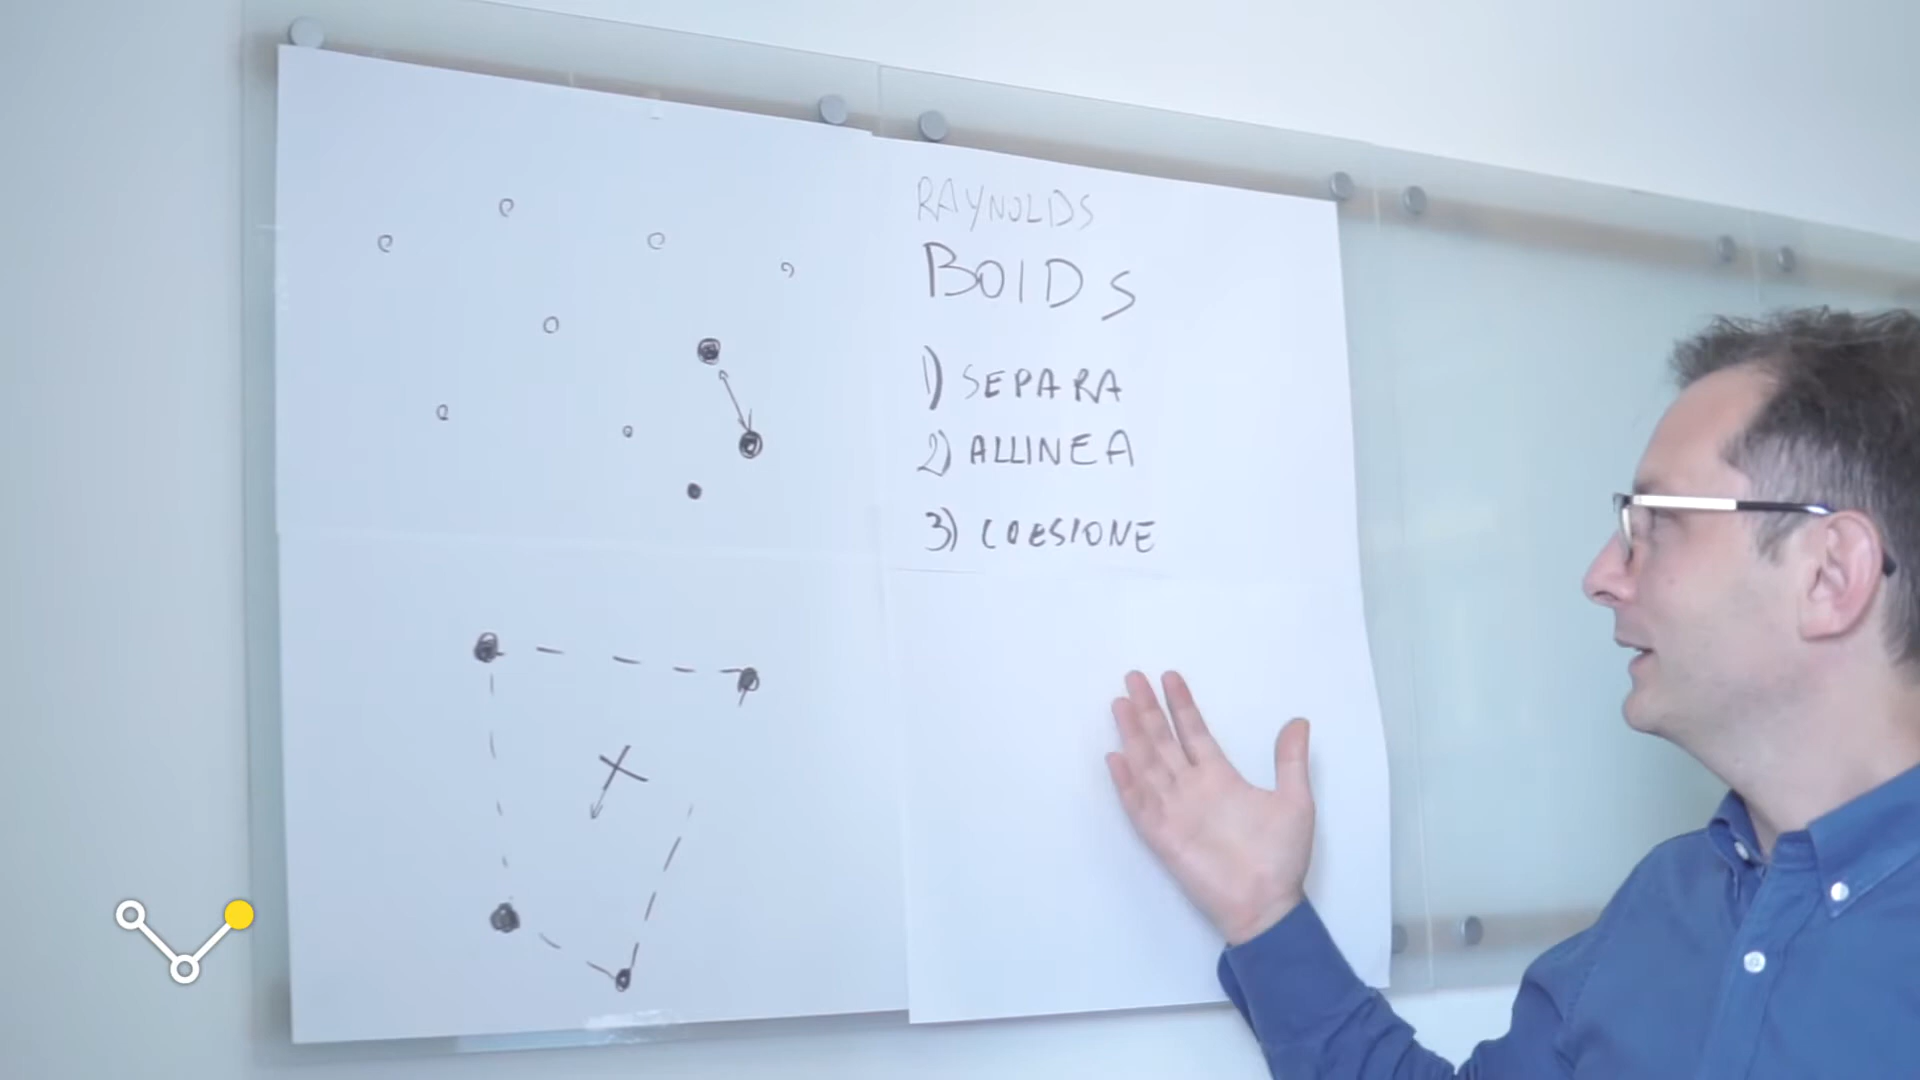 RAYNOLDS
BOIDS
1) SEPARA
2) ALLINEA
3) COESIONE